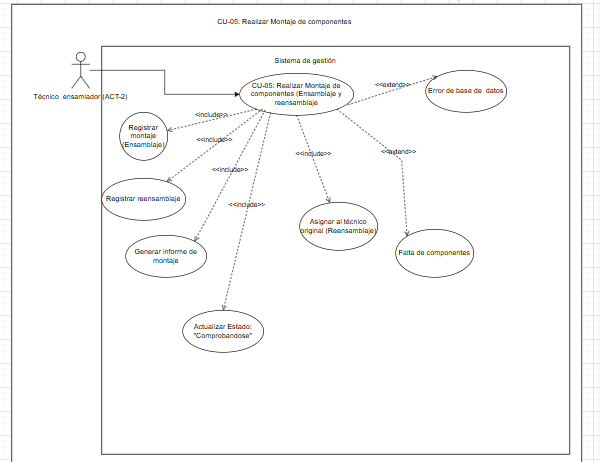 CU-05: Realizar Montaje de componentes
Sistema de gestión
Técnico ensamlador (ACT-2)
CU-05: Realizar Montaje de
componentes (Ensamblaje y
reensamblaje
<<extend>>
Error de base de datos
<include>>
Registrar
montaje
(Ensamblaje)
<<include>>
<<include>>
<<include>>
<<include>>
<<extend>>
Registrar reensamblaje
Asignar al técnico
original (Reensamblaje)
Generar informe de
montaje
Falta de componentes
Actualizar Estado:
"Comprobandose"